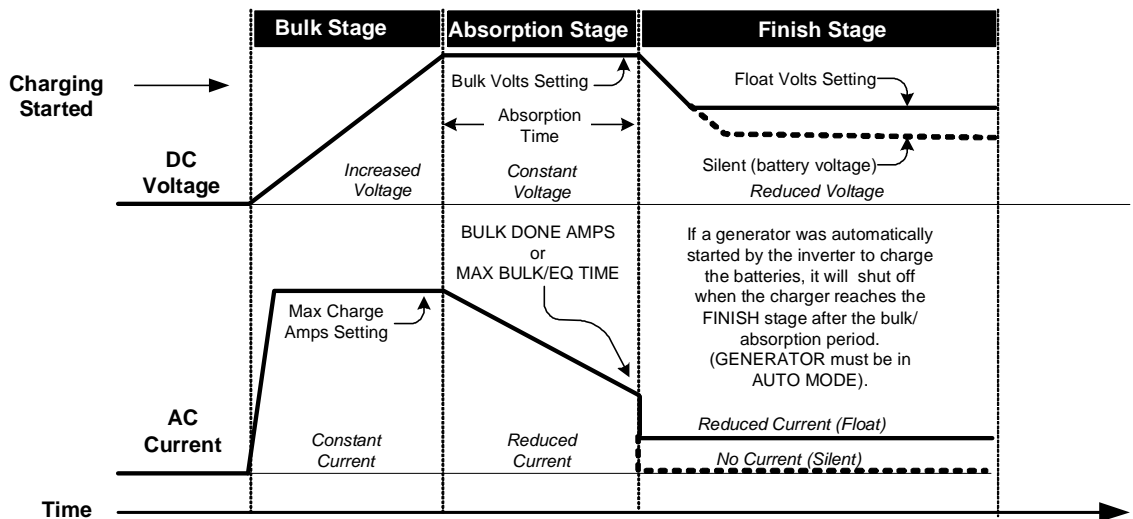 Bulk Stage
Absorption Stage
Finish Stage
Charging
Started
Bulk Volts Setting
Float Volts Setting
Absorption
Time
DC
Voltage
Increased
Voltage
Constant
Voltage
Silent (battery voltage)
Reduced Voltage
BULK DONE AMPS
or
MAX BULK/EQ TIME
If a generator was automatically
started by the inverter to charge
the batteries, it will shut off
when the charger reaches the
FINISH stage after the bulk/
absorption period.
(GENERATOR must be in
AUTO MODE).
Max Charge
Amps Setting
AC
Current
Constant
Current
Reduced
Current
Reduced Current (Float)
No Current (Silent)
Time